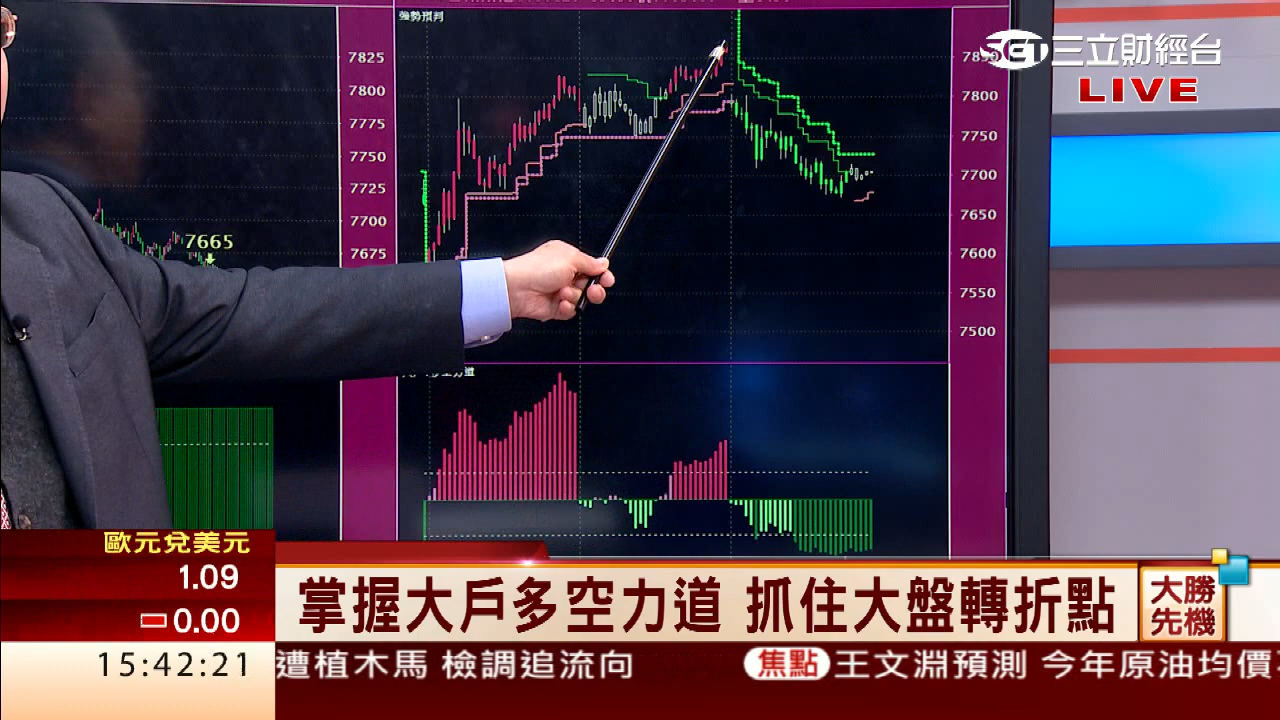 強勢預判
SET三立財經台
LIVE
7825
7800
7775
7750
7725
7700
7675
7665
7800
7750
7700
7650
7600
7550
7500
歐元兌美元
1.09
0.00
15:42:21
掌握大戶多空力道 抓住大盤轉折點
大勝
先機
遭植木馬 檢調追流向
焦點 王文淵預測 今年原油均價